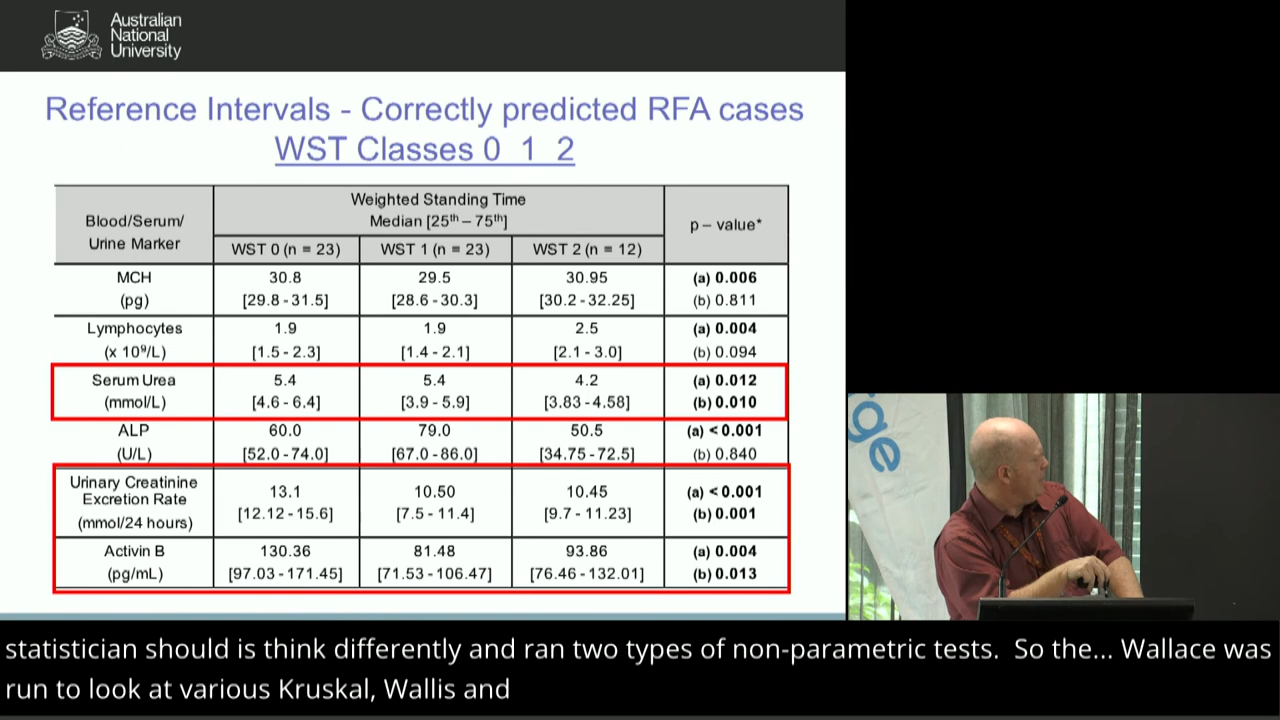 Australian
National
University
Reference Intervals - Correctly predicted RFA cases
WST Classes 0 1 2
Blood/Serum/
Urine Marker
Weighted Standing Time
Median [25th – 75th]
p – value*
WST 0 (n = 23)
WST 1 (n = 23)
WST 2 (n = 12)
MCH 30.8 29.5 30.95 (a) 0.006
(pg) [29.8 - 31.5] [28.6 - 30.3] [30.2 - 32.25] (b) 0.811
Lymphocytes 1.9 1.9 2.5 (a) 0.004
(x 10⁹/L) [1.5 - 2.3] [1.4 - 2.1] [2.1 - 3.0] (b) 0.094
Serum Urea 5.4 5.4 4.2 (a) 0.012
(mmol/L) [4.6 - 6.4] [3.9 - 5.9] [3.83 - 4.58] (b) 0.010
ALP 60.0 79.0 50.5 (a) < 0.001
(U/L) [52.0 - 74.0] [67.0 - 86.0] [34.75 - 72.5] (b) 0.840
Urinary Creatinine
Excretion Rate 13.1 10.50 10.45 (a) < 0.001
(mmol/24 hours) [12.12 - 15.6] [7.5 - 11.4] [9.7 - 11.23] (b) 0.001
Activin B 130.36 81.48 93.86 (a) 0.004
(pg/mL) [97.03 - 171.45] [71.53 - 106.47] [76.46 - 132.01] (b) 0.013
ge
statistician should is think differently and ran two types of non-parametric tests.  So the... Wallace was
run to look at various Kruskal, Wallis and